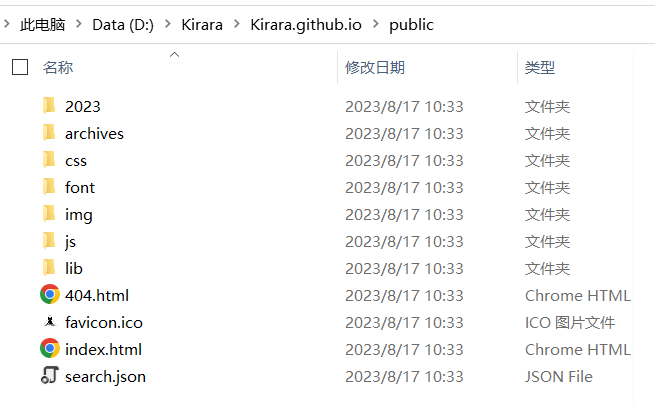 此电脑 > Data (D:) > Kirara > Kirara.github.io > public
名称 修改日期 类型
2023 2023/8/17 10:33 文件夹
archives 2023/8/17 10:33 文件夹
css 2023/8/17 10:33 文件夹
font 2023/8/17 10:33 文件夹
img 2023/8/17 10:33 文件夹
js 2023/8/17 10:33 文件夹
lib 2023/8/17 10:33 文件夹
404.html 2023/8/17 10:33 Chrome HTML
favicon.ico 2023/8/17 10:33 ICO 图片文件
index.html 2023/8/17 10:33 Chrome HTML
search.json 2023/8/17 10:33 JSON File